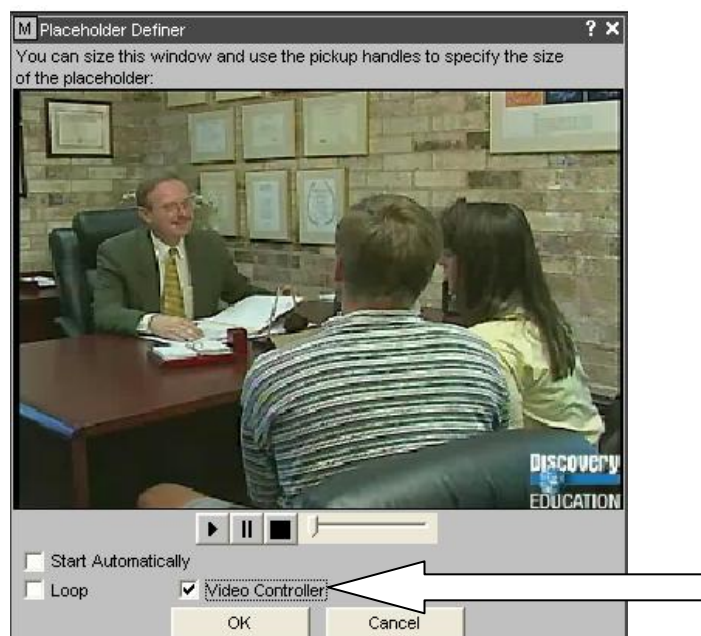 M Placeholder Definer ? ×
You can size this window and use the pickup handles to specify the size
of the placeholder:
Discovery
EDUCATION
Start Automatically
Loop
Video Controller
OK
Cancel